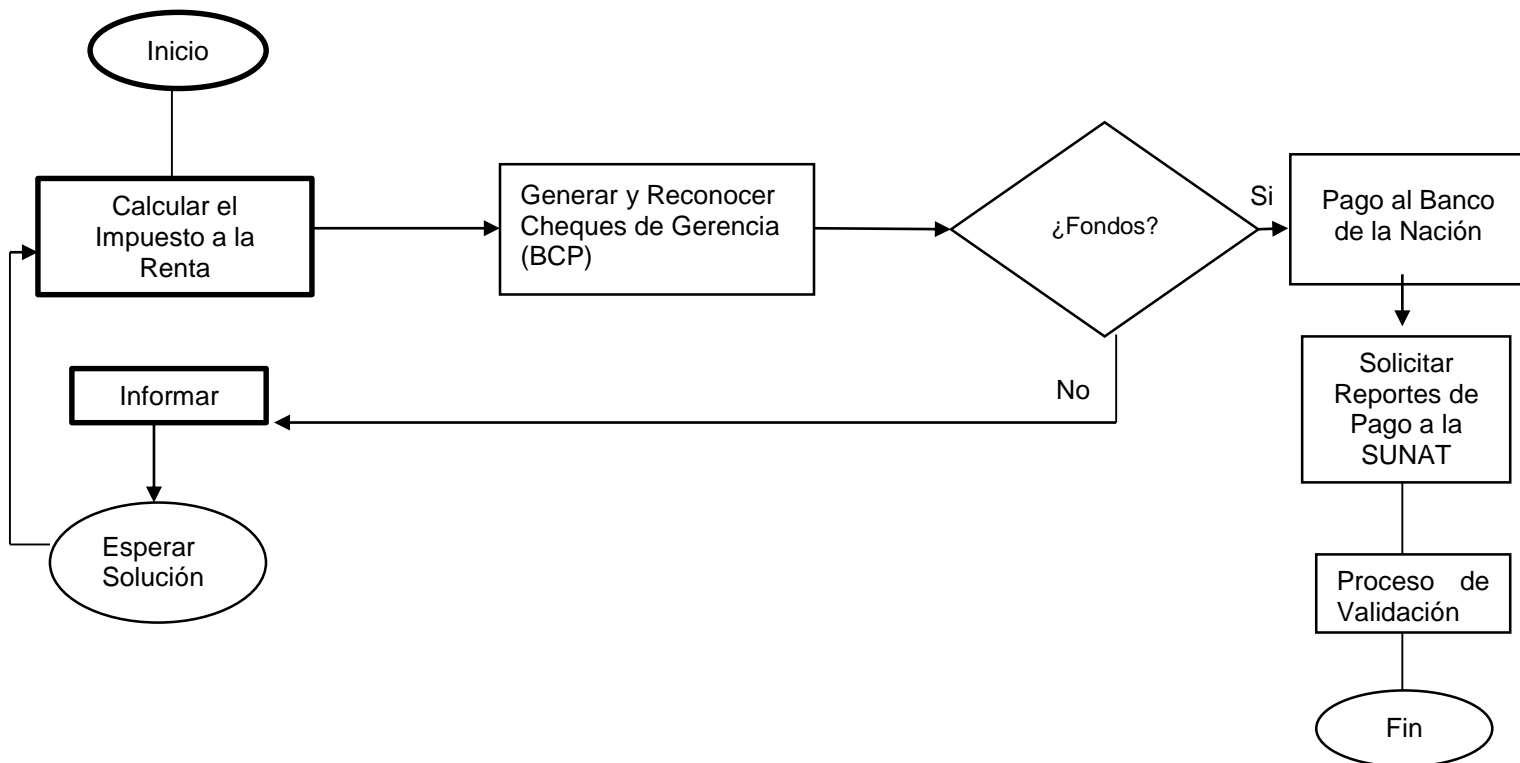 Inicio
Calcular el
Impuesto a la
Renta
Generar y Reconocer
Cheques de Gerencia
(BCP)
¿Fondos?
Si
Pago al Banco
de la Nación
No
Informar
Solicitar
Reportes de
Pago a la
SUNAT
Esperar
Solución
Proceso de
Validación
Fin